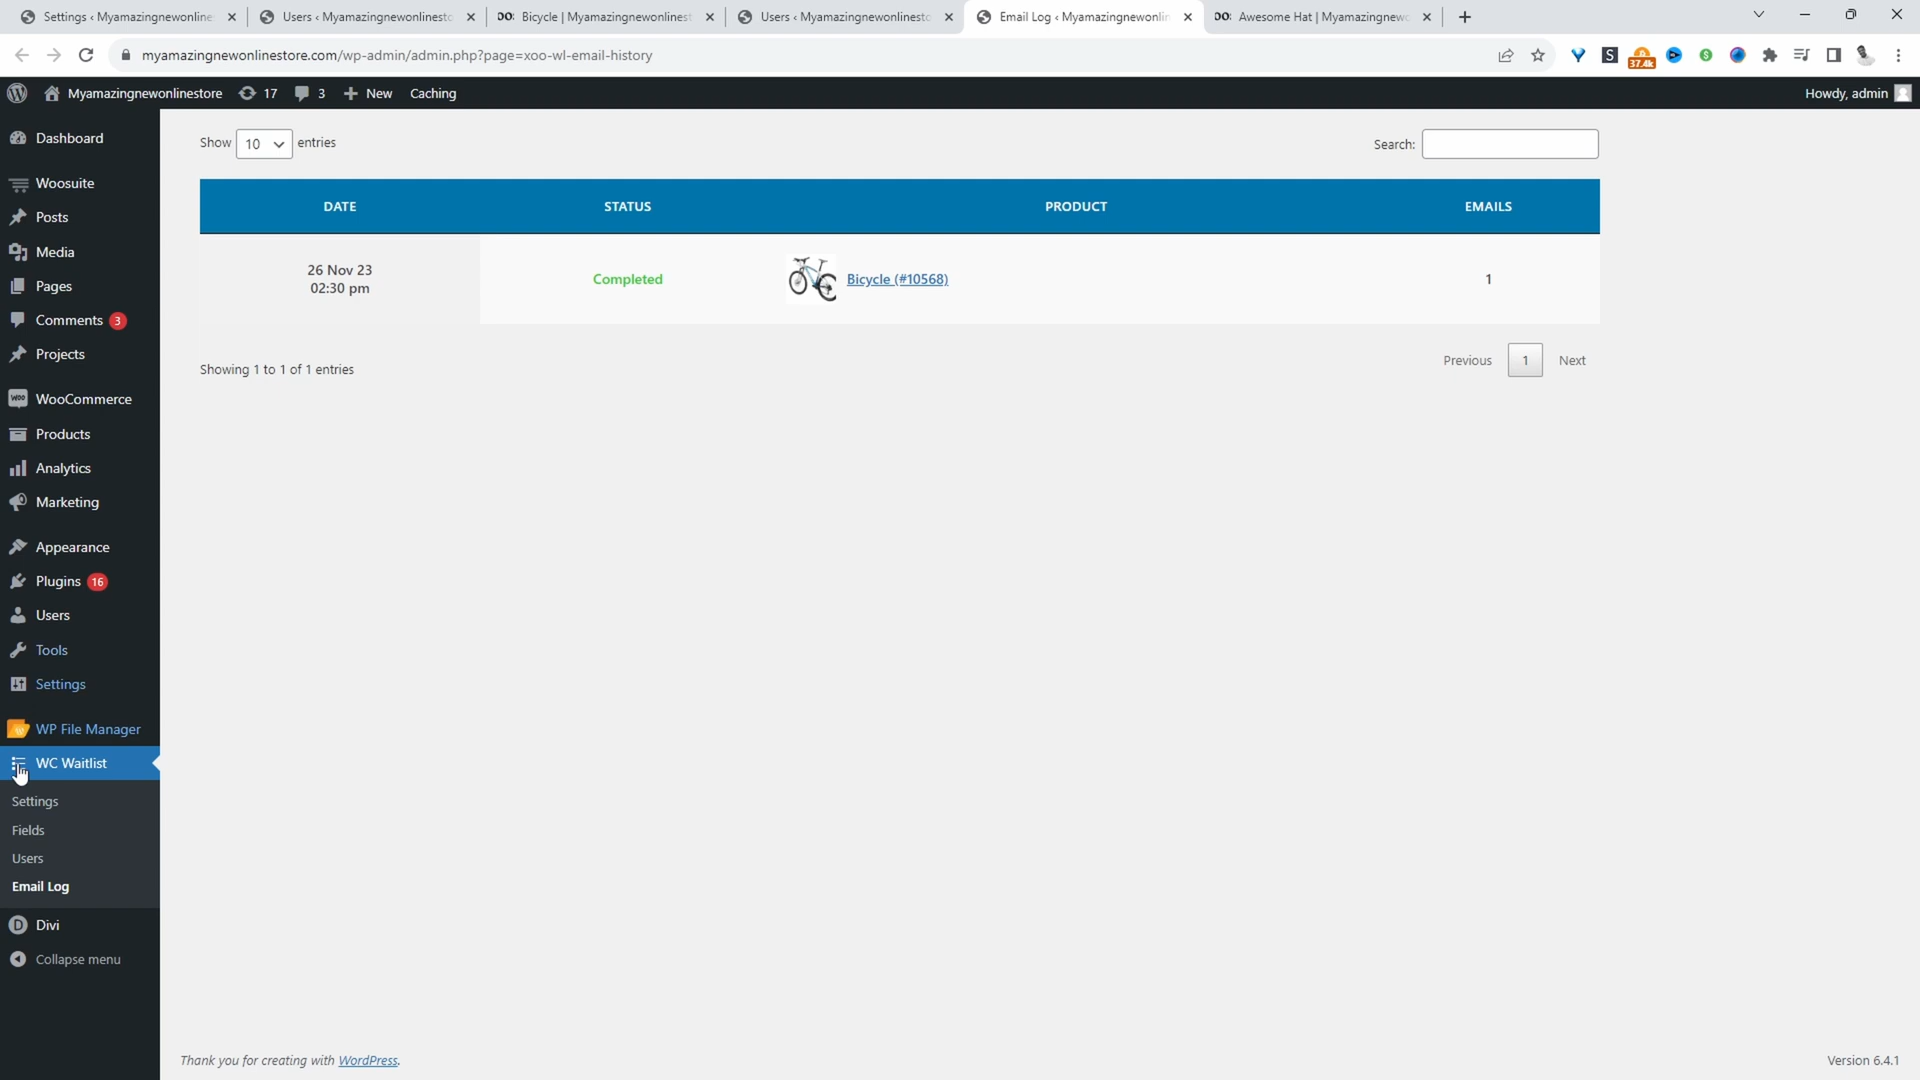 Settings ‹ Myamazingnewonline
Users ‹ Myamazingnewonlinesto
Bicycle | Myamazingnewonlines
Users ‹ Myamazingnewonlinesto
Email Log ‹ Myamazingnewonlin
Awesome Hat | Myamazingnew
myamazingnewonlinestore.com/wp-admin/admin.php?page=xoo-wl-email-history
S
37.4k
Myamazingnewonlinestore 17 3 New Caching
Howdy, admin
Dashboard
Woosuite
Posts
Media
Pages
Comments 3
Projects
WooCommerce
Products
Analytics
Marketing
Appearance
Plugins 16
Users
Tools
Settings
WP File Manager
WC Waitlist
Settings
Fields
Users
Email Log
Divi
Collapse menu
Show 10 entries
Search:
DATE STATUS PRODUCT EMAILS
26 Nov 23
02:30 pm
Completed
Bicycle (#10568)
1
Showing 1 to 1 of 1 entries
Previous 1 Next
Thank you for creating with WordPress.
Version 6.4.1